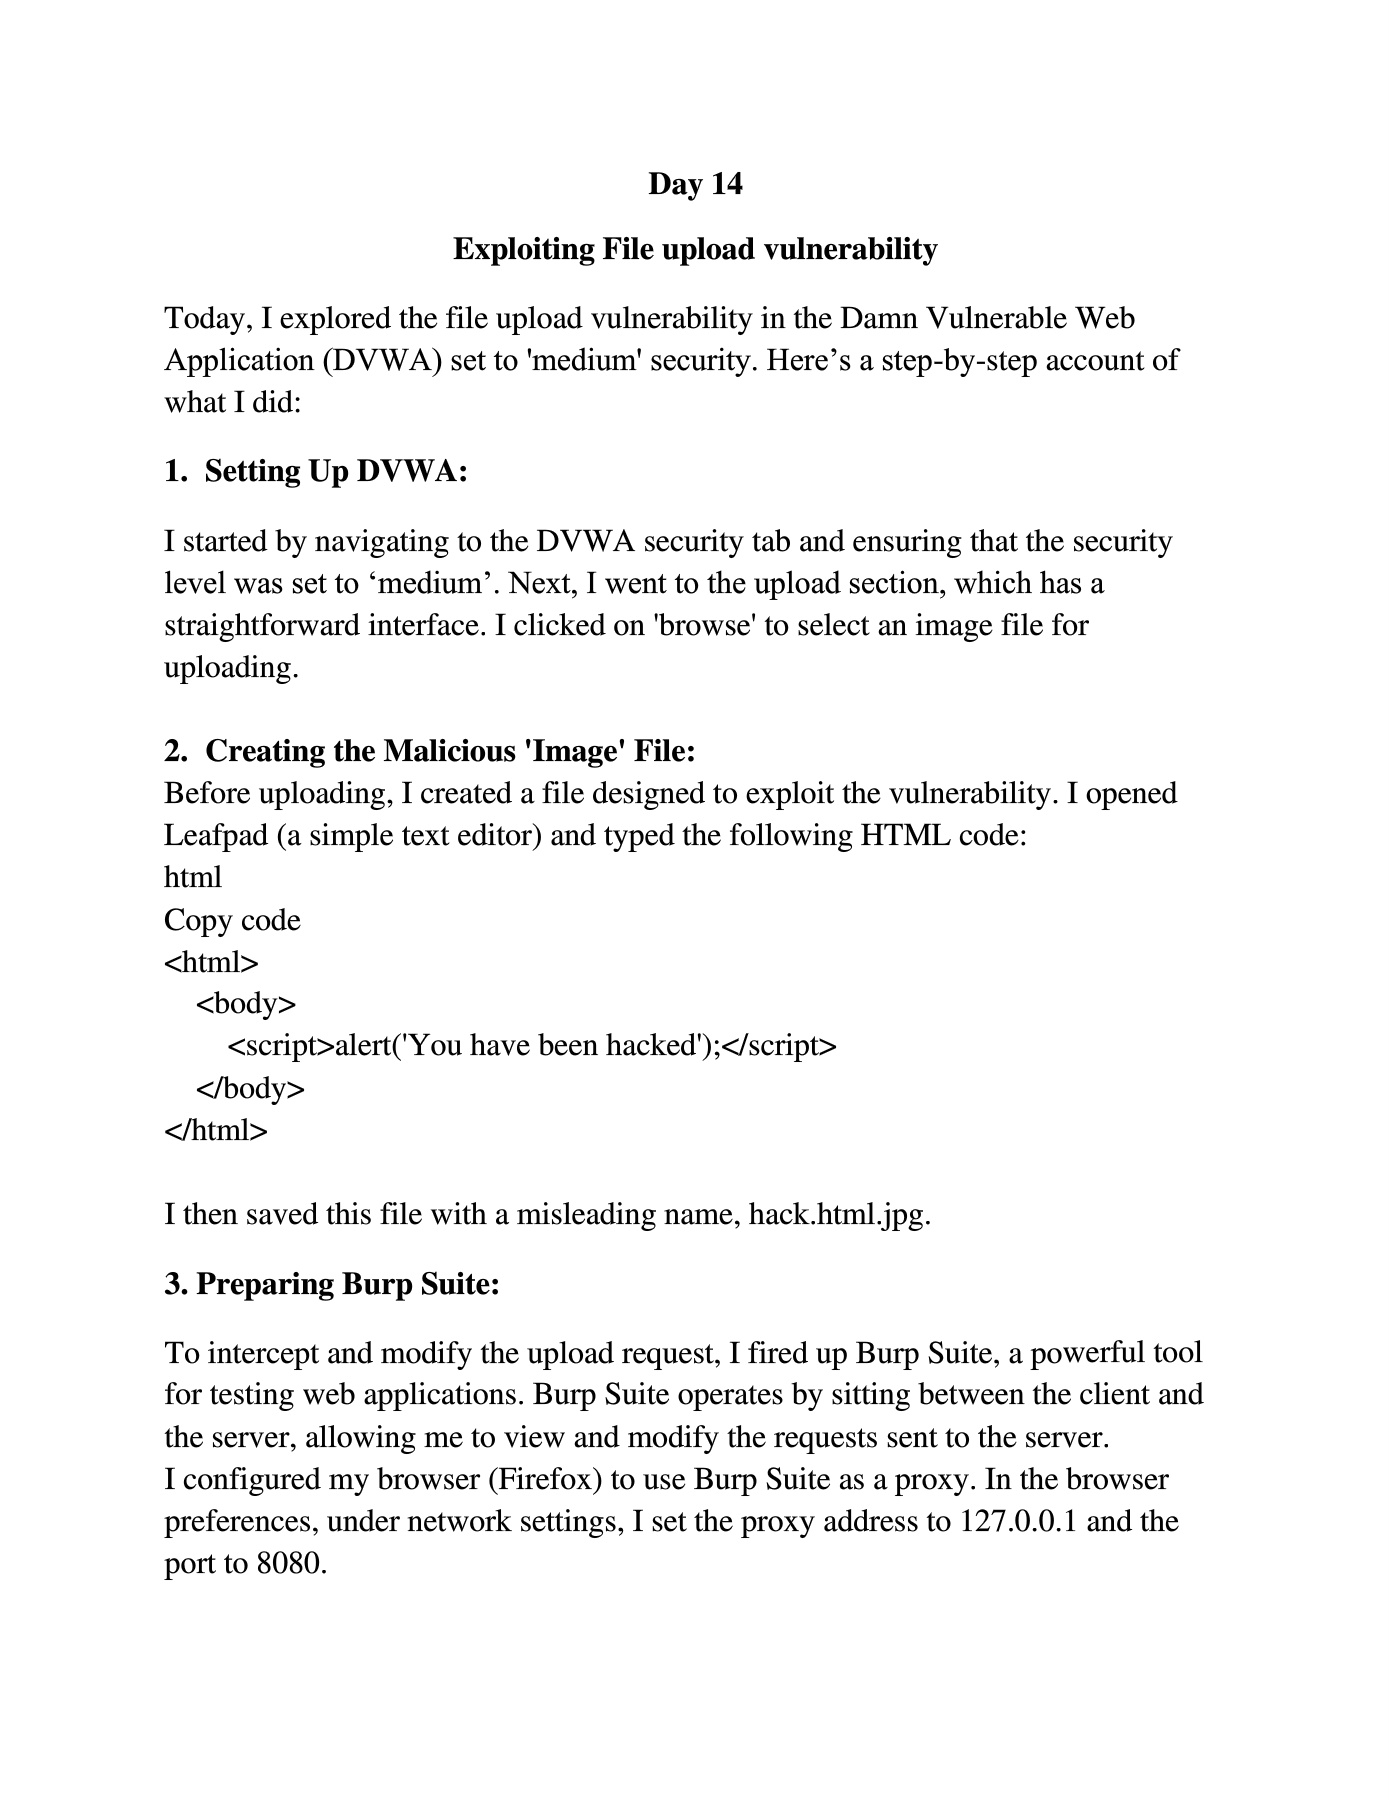 Day 14
Exploiting File upload vulnerability
Today, I explored the file upload vulnerability in the Damn Vulnerable Web
Application (DVWA) set to 'medium' security. Here’s a step-by-step account of
what I did:
1. Setting Up DVWA:
I started by navigating to the DVWA security tab and ensuring that the security
level was set to ‘medium’. Next, I went to the upload section, which has a
straightforward interface. I clicked on 'browse' to select an image file for
uploading.
2. Creating the Malicious 'Image' File:
Before uploading, I created a file designed to exploit the vulnerability. I opened
Leafpad (a simple text editor) and typed the following HTML code:
html
Copy code
<html>
<body>
<script>alert('You have been hacked');</script>
</body>
</html>
I then saved this file with a misleading name, hack.html.jpg.
3. Preparing Burp Suite:
To intercept and modify the upload request, I fired up Burp Suite, a powerful tool
for testing web applications. Burp Suite operates by sitting between the client and
the server, allowing me to view and modify the requests sent to the server.
I configured my browser (Firefox) to use Burp Suite as a proxy. In the browser
preferences, under network settings, I set the proxy address to 127.0.0.1 and the
port to 8080.